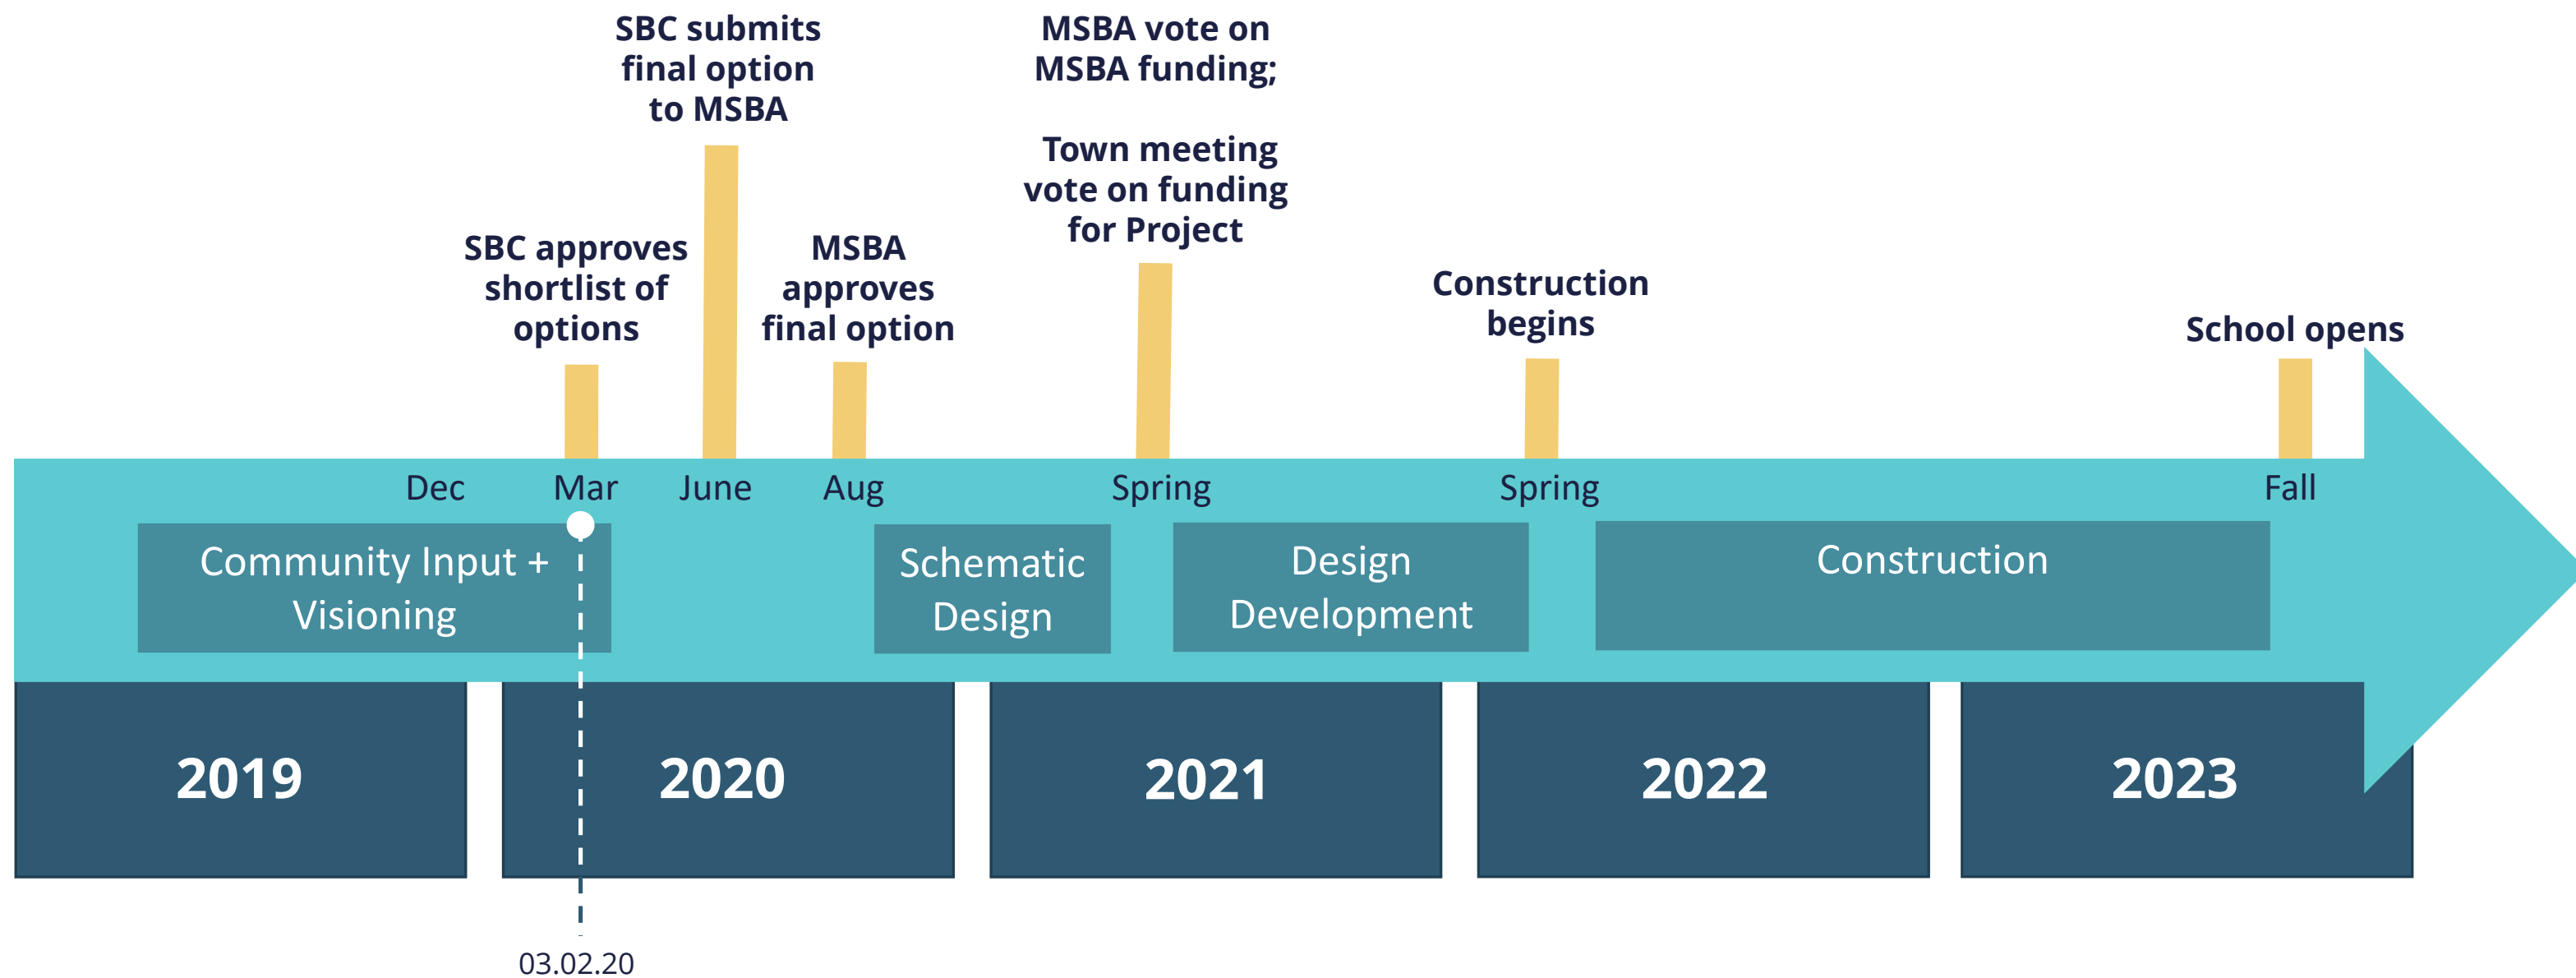 SBC submits
final option
to MSBA
MSBA vote on
MSBA funding;
Town meeting
vote on funding
for Project
SBC approves
shortlist of
options
MSBA
approves
final option
Construction
begins
School opens
Dec
Mar
June
Aug
Spring
Spring
Fall
Community Input +
Visioning
Schematic
Design
Design
Development
Construction
2019
2020
2021
2022
2023
03.02.20